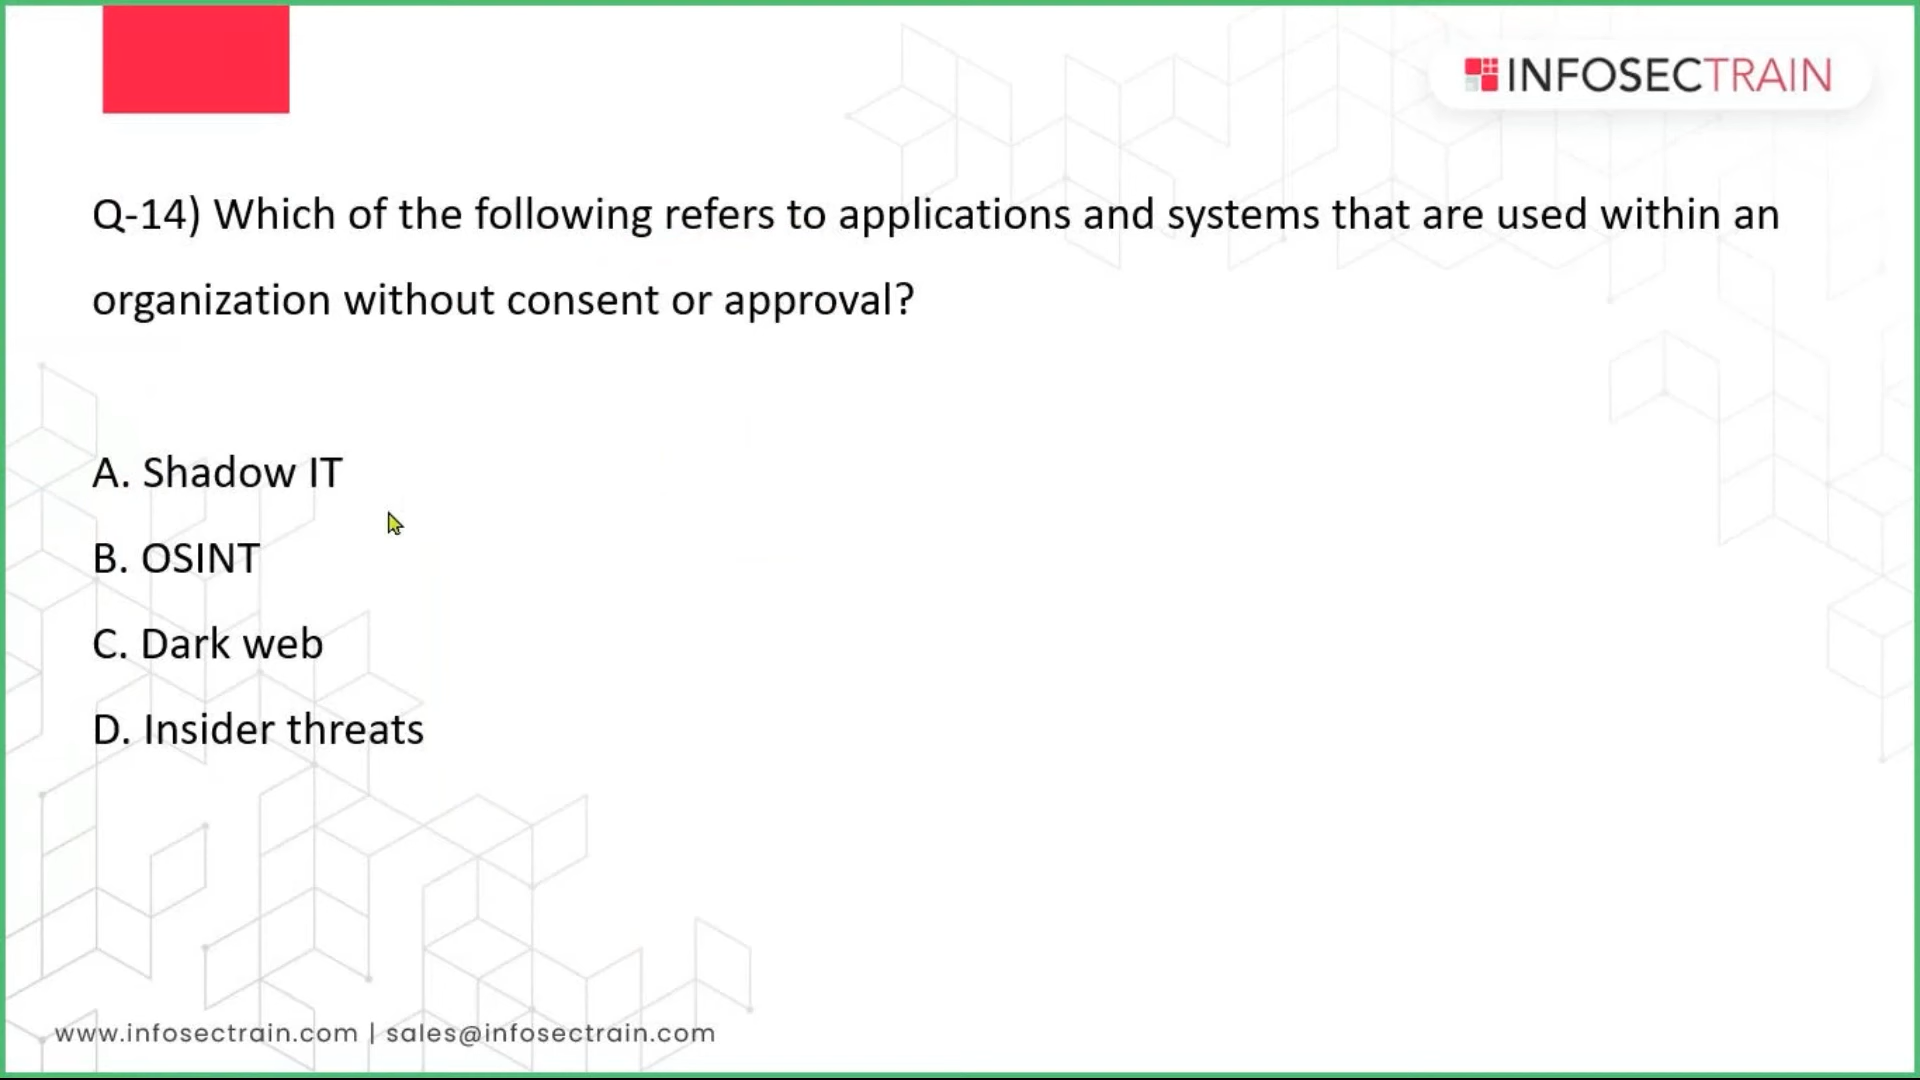 INFOSECTRAIN
Q-14) Which of the following refers to applications and systems that are used within an
organization without consent or approval?
A. Shadow IT
B. OSINT
C. Dark web
D. Insider threats
www.infosectrain.com | sales@infosectrain.com